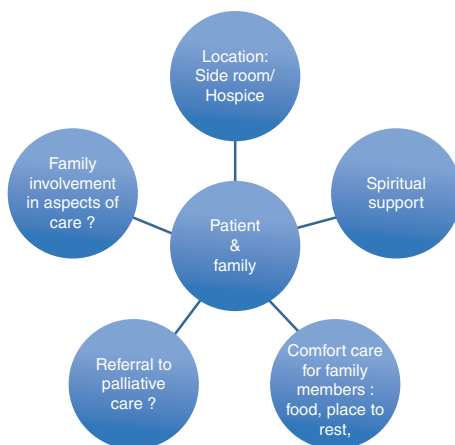 Location:
Side room/
Hospice
Family
involvement
in aspects of
care ?
Spiritual
support
Patient
&
family
Referral to
palliative
care ?
Comfort care
for family
members :
food, place to
rest,